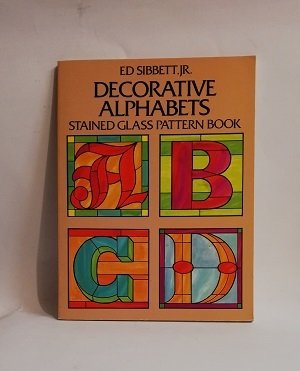 ED SIBBETT, JR.
DECORATIVE
ALPHABETS
STAINED GLASS PATTERN BOOK
A B
C D